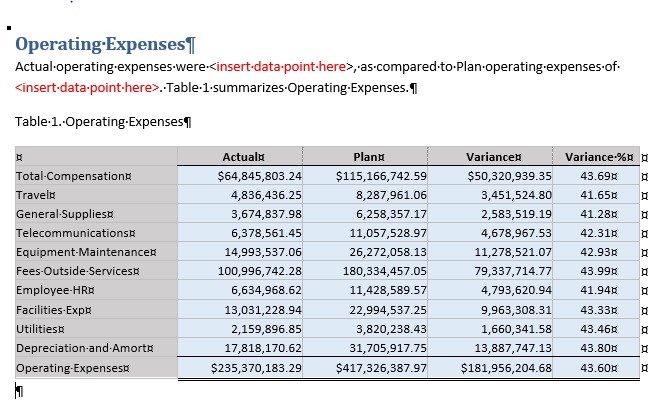 Operating Expenses¶
Actual operating expenses were <insert data point here>, as compared to Plan operating expenses of
<insert data point here>. Table 1 summarizes Operating Expenses.¶
Table 1. Operating Expenses¶
¤ Actual¤ Plan¤ Variance¤ Variance %¤ ¤
Total Compensation¤ $64,845,803.24 $115,166,742.59 $50,320,939.35 43.69¤ ¤
Travel¤ 4,836,436.25 8,287,961.06 3,451,524.80 41.65¤ ¤
General Supplies¤ 3,674,837.98 6,258,357.17 2,583,519.19 41.28¤ ¤
Telecommunications¤ 6,378,561.45 11,057,528.97 4,678,967.53 42.31¤ ¤
Equipment Maintenance¤ 14,993,537.06 26,272,058.13 11,278,521.07 42.93¤ ¤
Fees Outside Services¤ 100,996,742.28 180,334,457.05 79,337,714.77 43.99¤ ¤
Employee HR¤ 6,634,968.62 11,428,589.57 4,793,620.94 41.94¤ ¤
Facilities Exp¤ 13,031,228.94 22,994,537.25 9,963,308.31 43.33¤ ¤
Utilities¤ 2,159,896.85 3,820,238.43 1,660,341.58 43.46¤ ¤
Depreciation and Amort¤ 17,818,170.62 31,705,917.75 13,887,747.13 43.80¤ ¤
Operating Expenses¤ $235,370,183.29 $417,326,387.97 $181,956,204.68 43.60¤ ¤
¶